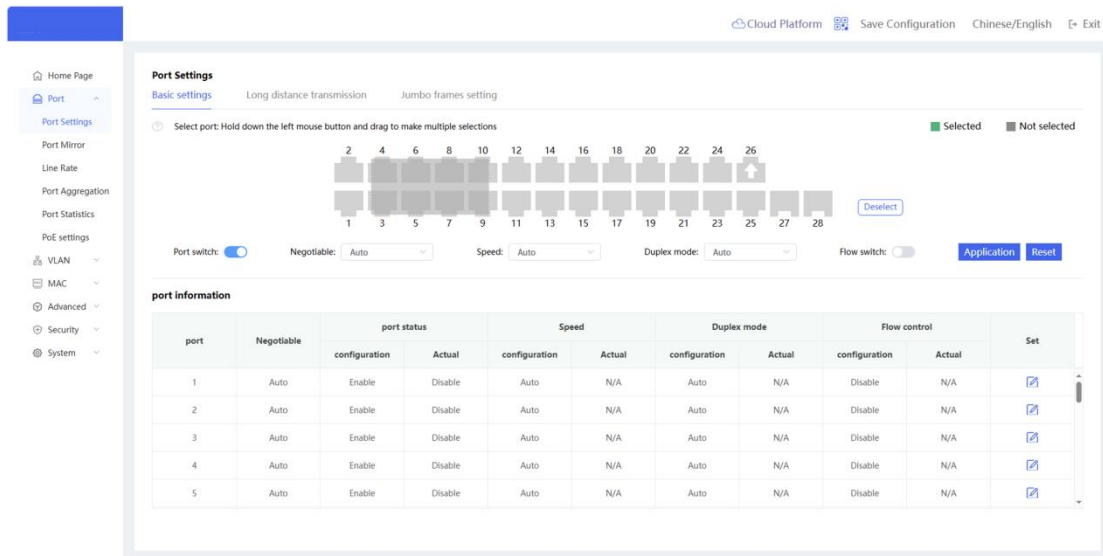 Cloud Platform Save Configuration Chinese/English Exit
Home Page
Port
Port Settings
Port Mirror
Line Rate
Port Aggregation
Port Statistics
PoE settings
VLAN
MAC
Advanced
Security
System
Port Settings
Basic settings Long distance transmission Jumbo frames setting
Select port: Hold down the left mouse button and drag to make multiple selections Selected Not selected
2 4 6 8 10 12 14 16 18 20 22 24 26
Deselect
1 3 5 7 9 11 13 15 17 19 21 23 25 27 28
Port switch: Negotiable: Auto Speed: Auto Duplex mode: Auto Flow switch: Application Reset
port information
port Negotiable port status Speed Duplex mode Flow control Set
configuration Actual configuration Actual configuration Actual configuration Actual
1 Auto Enable Disable Auto N/A Auto N/A Disable N/A
2 Auto Enable Disable Auto N/A Auto N/A Disable N/A
3 Auto Enable Disable Auto N/A Auto N/A Disable N/A
4 Auto Enable Disable Auto N/A Auto N/A Disable N/A
5 Auto Enable Disable Auto N/A Auto N/A Disable N/A